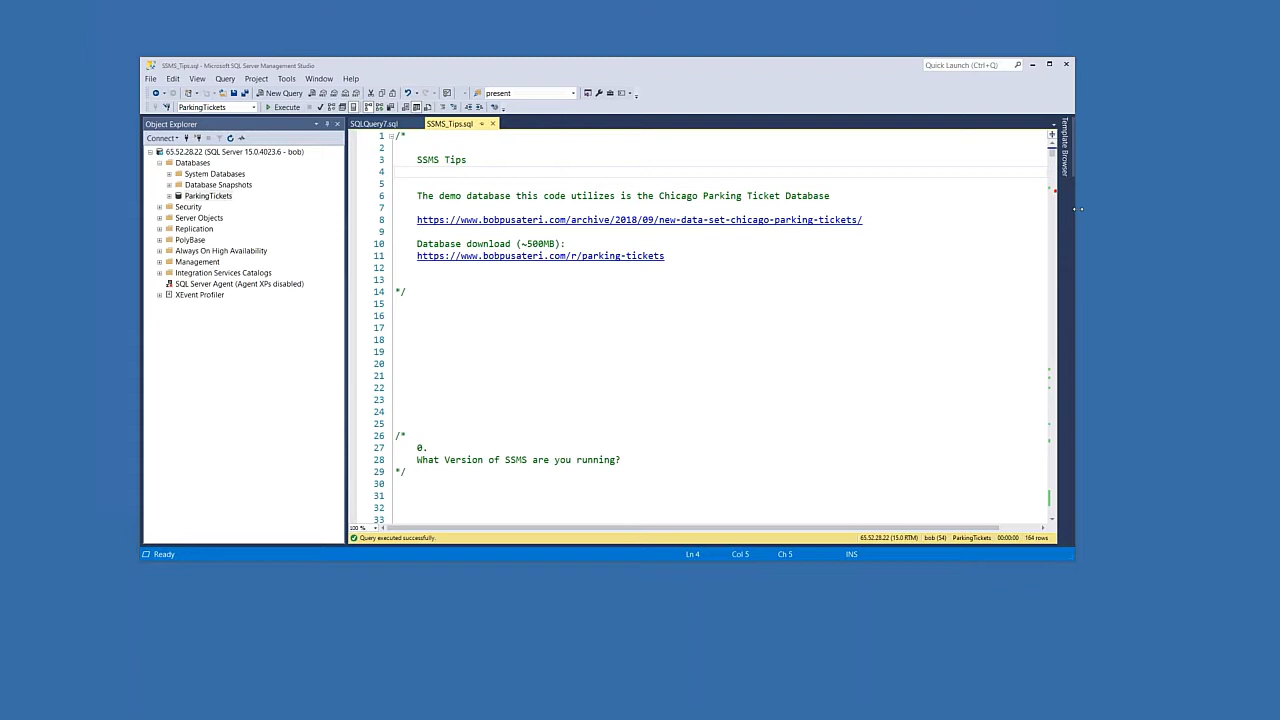 SSMS_Tips.sql - Microsoft SQL Server Management Studio
Quick Launch (Ctrl+Q)
File Edit View Query Project Tools Window Help
New Query present
ParkingTickets Execute
Object Explorer
SQLQuery7.sql SSMS_Tips.sql
Connect
65.52.28.22 (SQL Server 15.0.4023.6 - bob)
Databases
System Databases
Database Snapshots
ParkingTickets
Security
Server Objects
Replication
PolyBase
Always On High Availability
Management
Integration Services Catalogs
SQL Server Agent (Agent XPs disabled)
XEvent Profiler
1 /*
2
3 SSMS Tips
4
5
6 The demo database this code utilizes is the Chicago Parking Ticket Database
7
8 https://www.bobpusateri.com/archive/2018/09/new-data-set-chicago-parking-tickets/
9
10 Database download (~500MB):
11 https://www.bobpusateri.com/r/parking-tickets
12
13
14 */
15
16
17
18
19
20
21
22
23
24
25
26 /*
27 0.
28 What Version of SSMS are you running?
29 */
30
31
32
33
Template Browser
100 %
Query executed successfully. 65.52.28.22 (15.0 RTM) bob (54) ParkingTickets 00:00:00 164 rows
Ready Ln 4 Col 5 Ch 5 INS